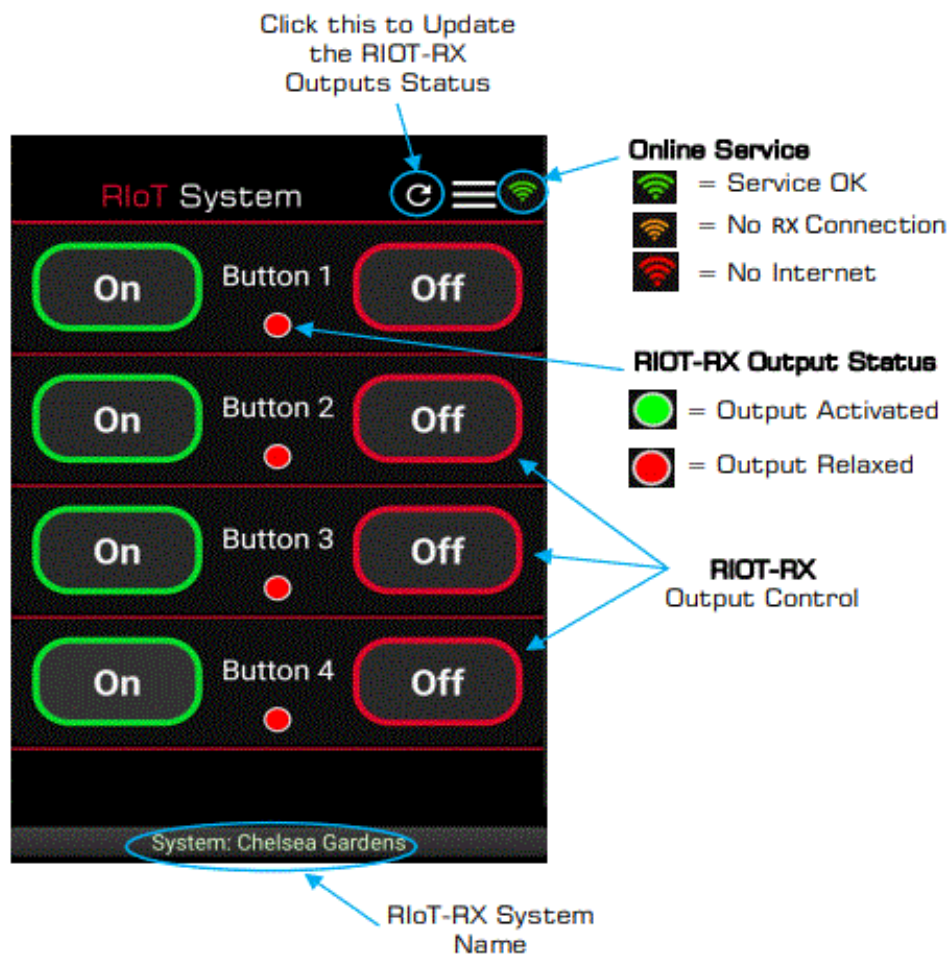 Click this to Update
the RIOT-RX
Outputs Status
RIoT System
Online Service
= Service OK
= No RX Connection
= No Internet
On
Button 1
Off
RIOT-RX Output Status
= Output Activated
= Output Relaxed
On
Button 2
Off
On
Button 3
Off
RIOT-RX
Output Control
On
Button 4
Off
System: Chelsea Gardens
RIoT-RX System
Name